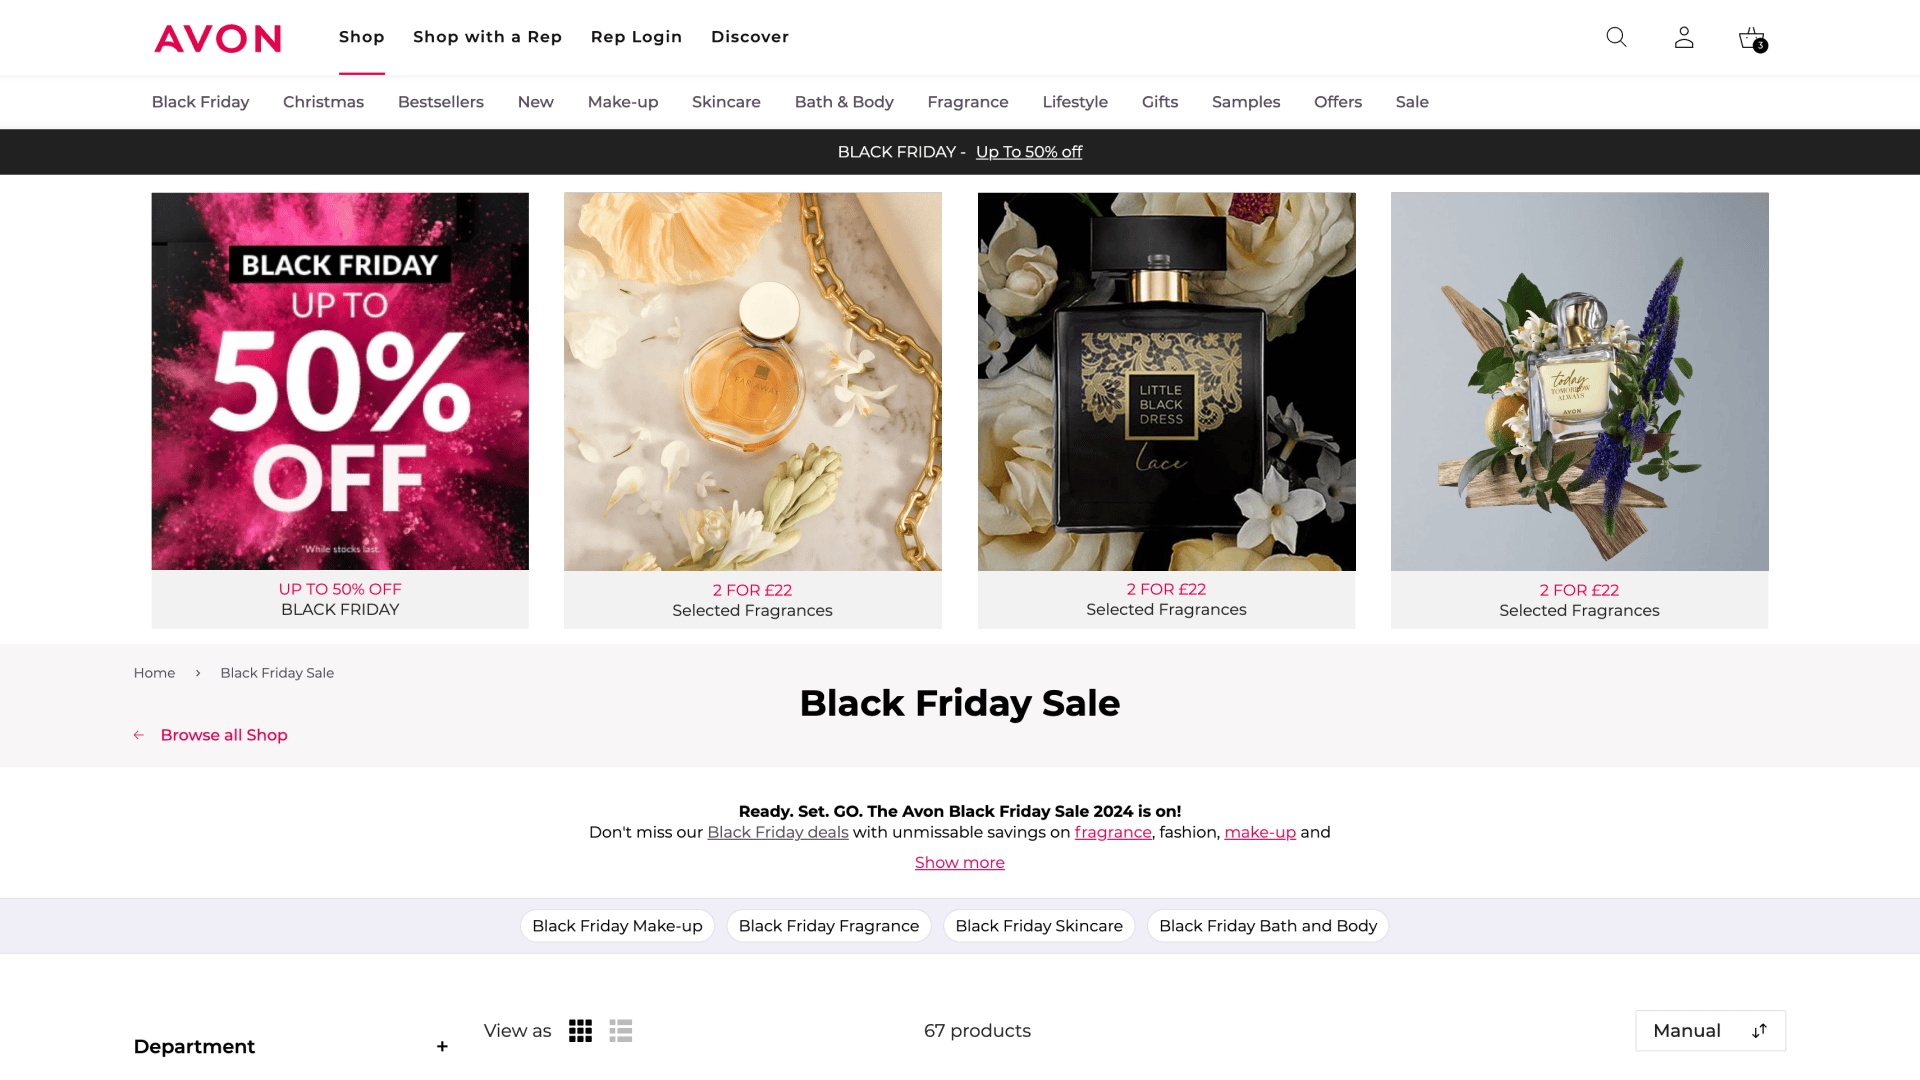 AVON
Shop
Shop with a Rep
Rep Login
Discover
3
Black Friday
Christmas
Bestsellers
New
Make-up
Skincare
Bath & Body
Fragrance
Lifestyle
Gifts
Samples
Offers
Sale
BLACK FRIDAY - Up To 50% off
BLACK FRIDAY
UP TO
50%
OFF
*While stocks last.
UP TO 50% OFF
BLACK FRIDAY
FAR AWAY
2 FOR £22
Selected Fragrances
LITTLE
BLACK
DRESS
Lace
2 FOR £22
Selected Fragrances
today
TOMORROW
ALWAYS
AVON
2 FOR £22
Selected Fragrances
Home › Black Friday Sale
Black Friday Sale
← Browse all Shop
Ready. Set. GO. The Avon Black Friday Sale 2024 is on!
Don't miss our Black Friday deals with unmissable savings on fragrance, fashion, make-up and
Show more
Black Friday Make-up
Black Friday Fragrance
Black Friday Skincare
Black Friday Bath and Body
Department +
View as
67 products
Manual